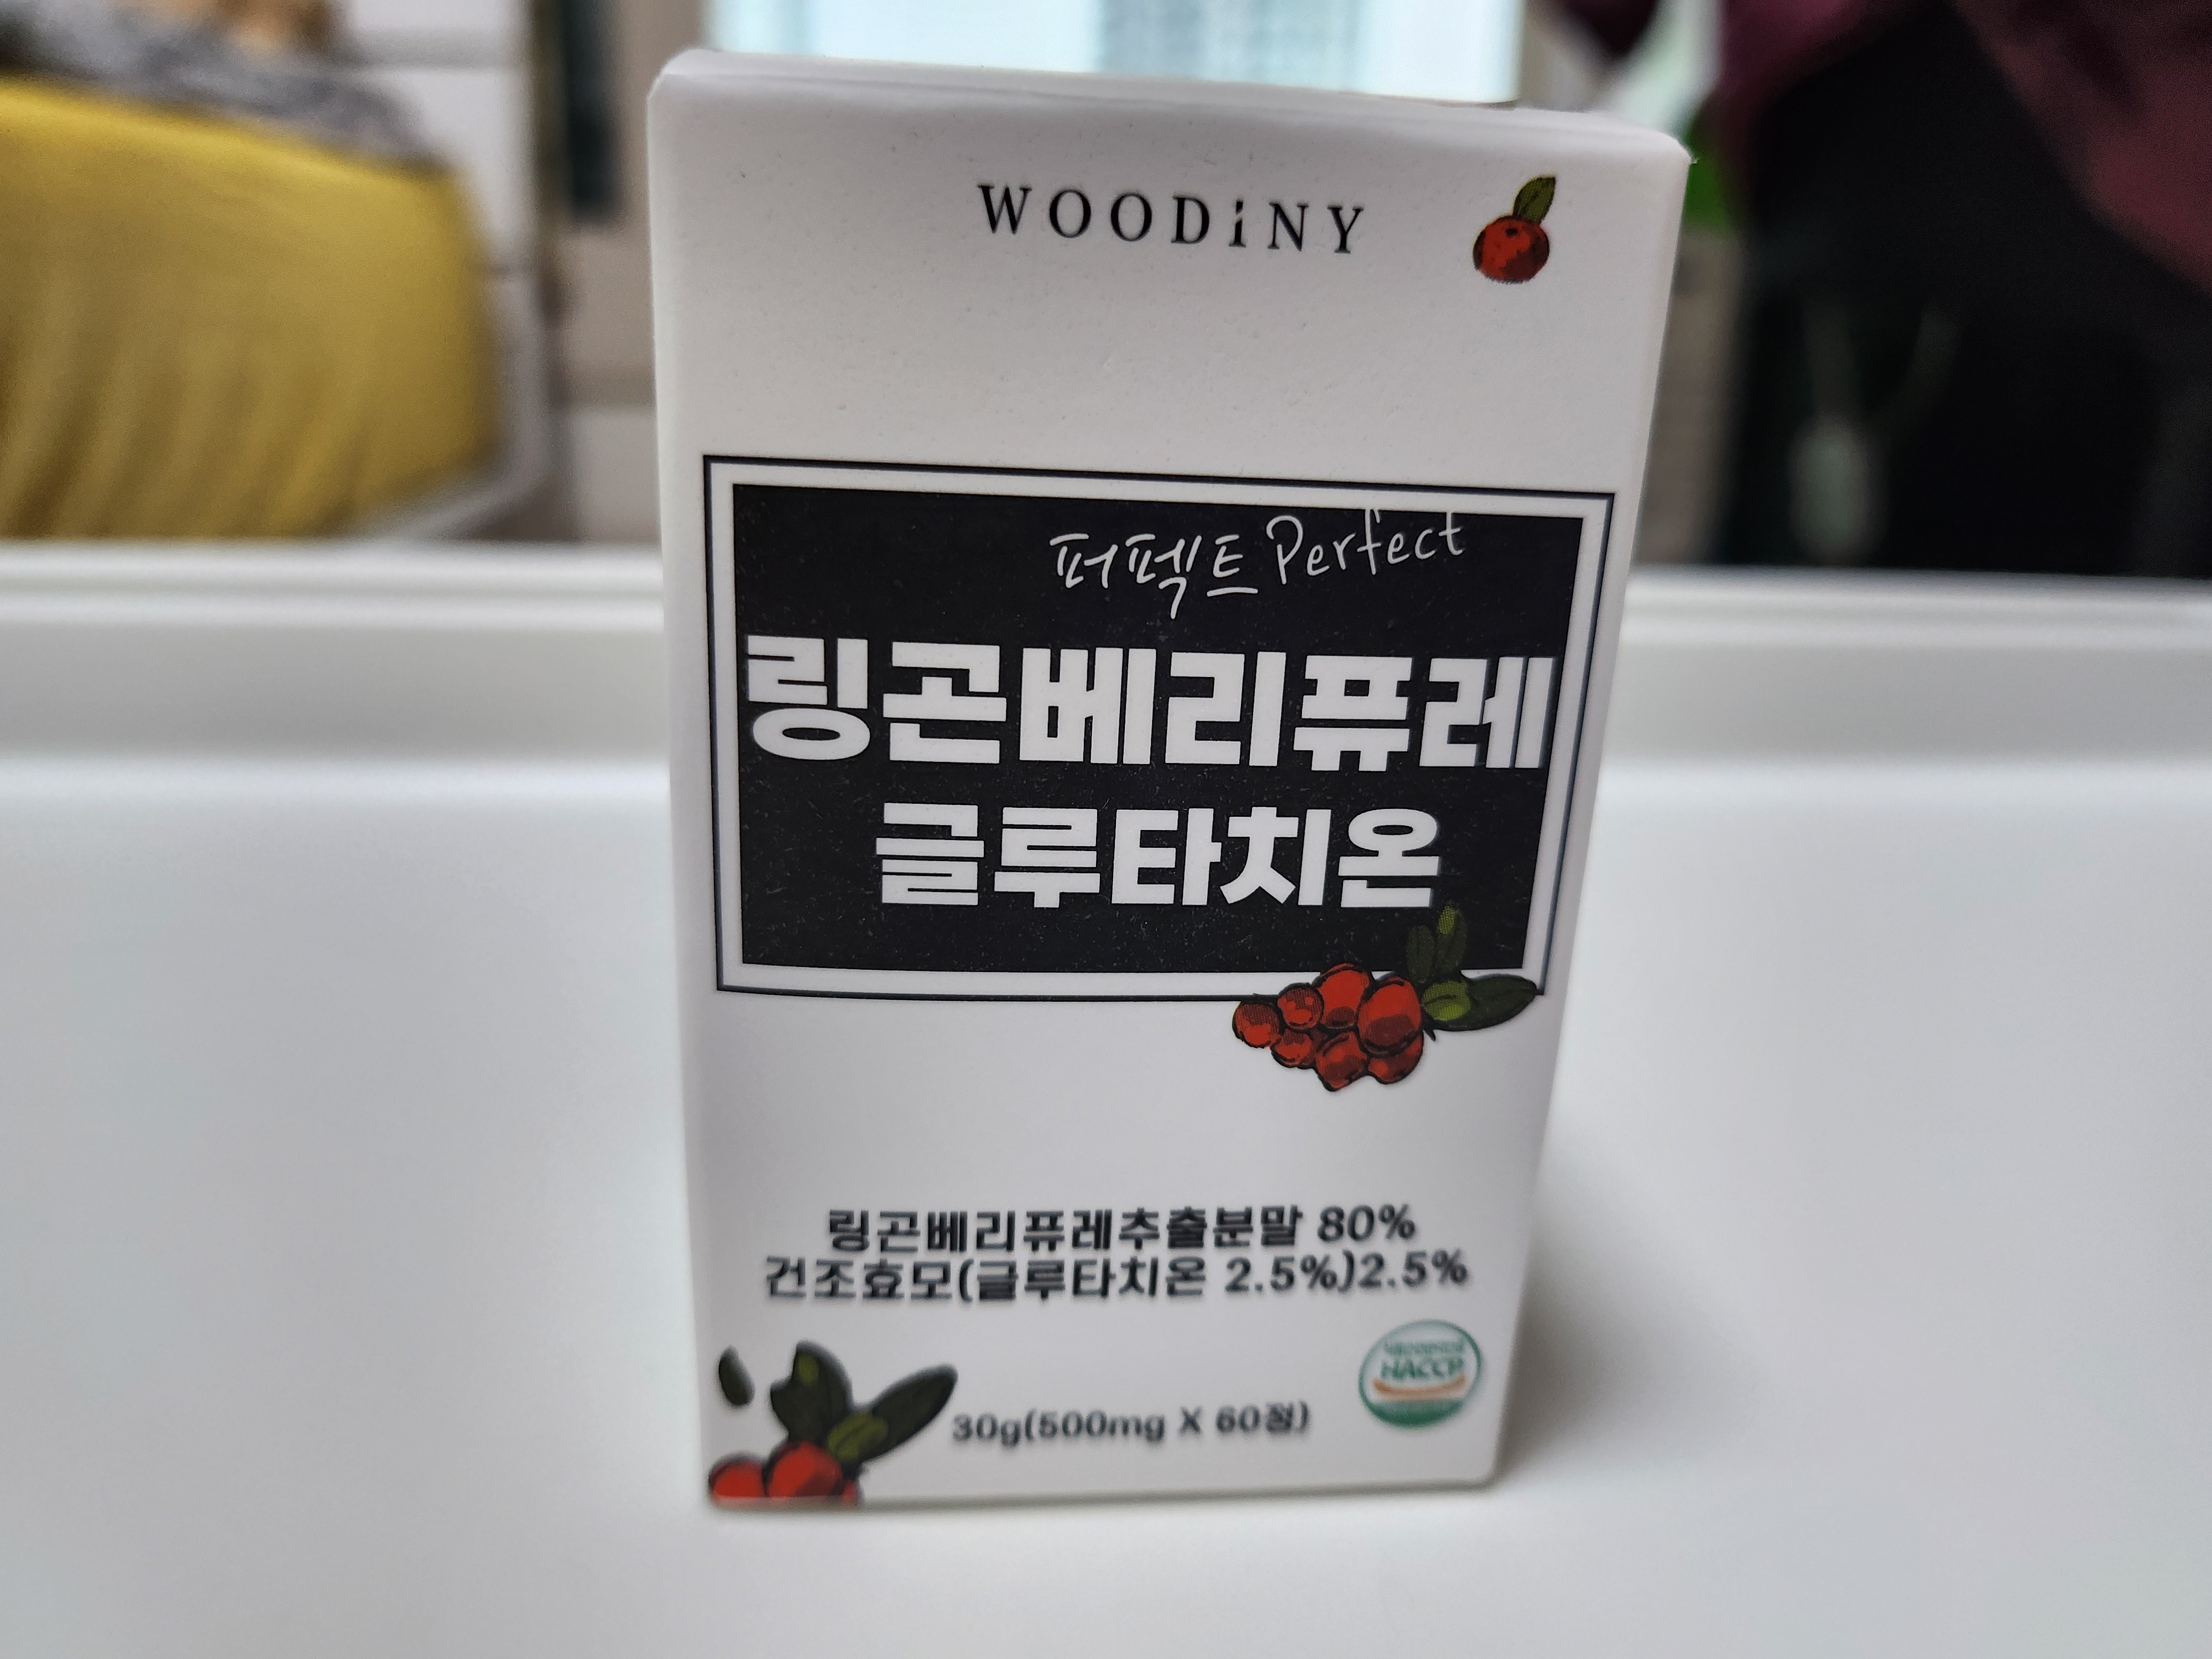 WOODiNY
퍼펙트 Perfect
링곤베리퓨레
글루타치온
링곤베리퓨레추출분말 80%
건조효모(글루타치온 2.5%)2.5%
30g(500mg X 60정)
HACCP